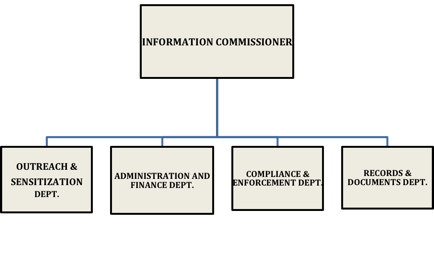 INFORMATION COMMISSIONER
OUTREACH &
SENSITIZATION
DEPT.
ADMINISTRATION AND
FINANCE DEPT.
COMPLIANCE &
ENFORCEMENT DEPT.
RECORDS &
DOCUMENTS DEPT.